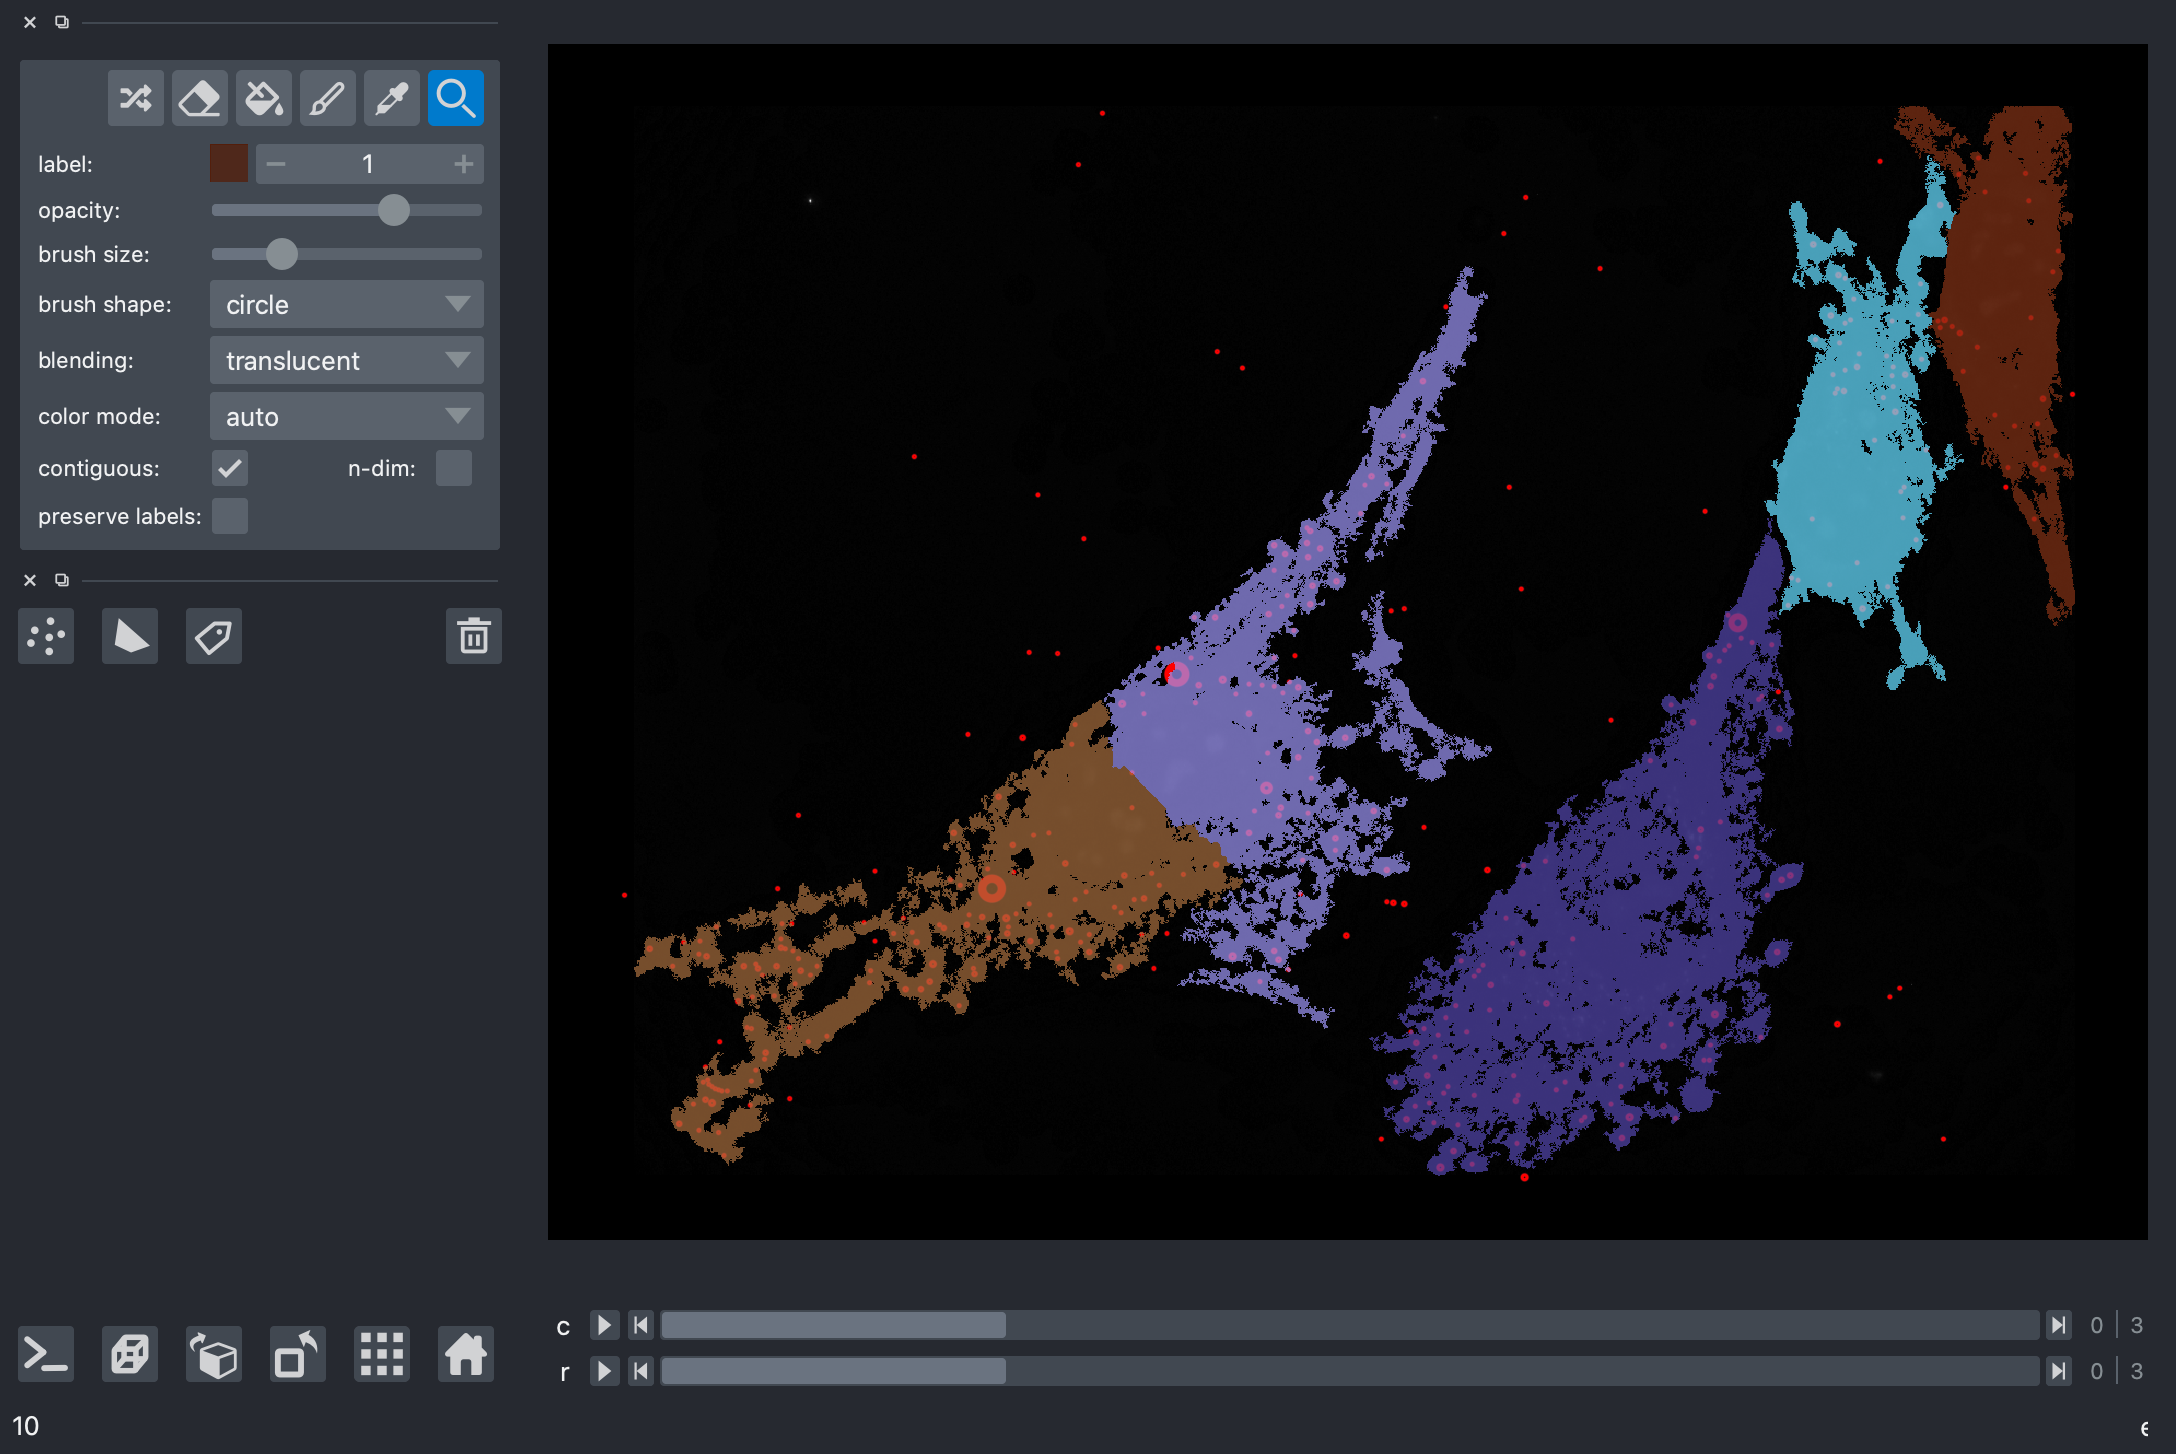 label: 1
opacity:
brush size:
brush shape: circle
blending: translucent
color mode: auto
contiguous: n-dim:
preserve labels:
c 0 3
r 0 3
10